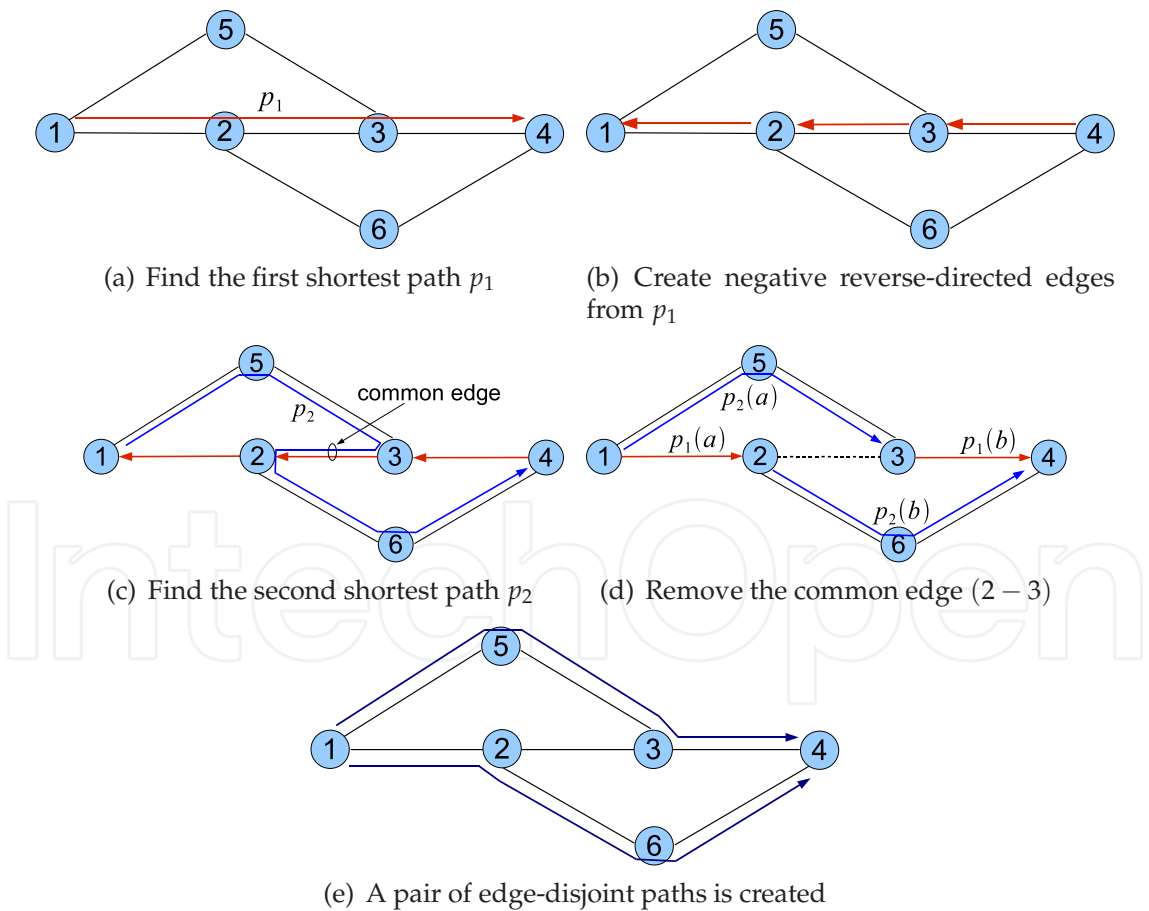 5
5
p1
1
2
3
4
1
2
3
4
6
6
(a) Find the first shortest path p1
(b) Create negative reverse-directed edges
from p1
5
5
common edge
p2
p2(a)
p1(a)
p1(b)
1
2
3
4
1
2
3
4
p2(b)
6
6
(c) Find the second shortest path p2
(d) Remove the common edge (2 − 3)
IntechOpen
5
1
2
3
4
6
(e) A pair of edge-disjoint paths is created